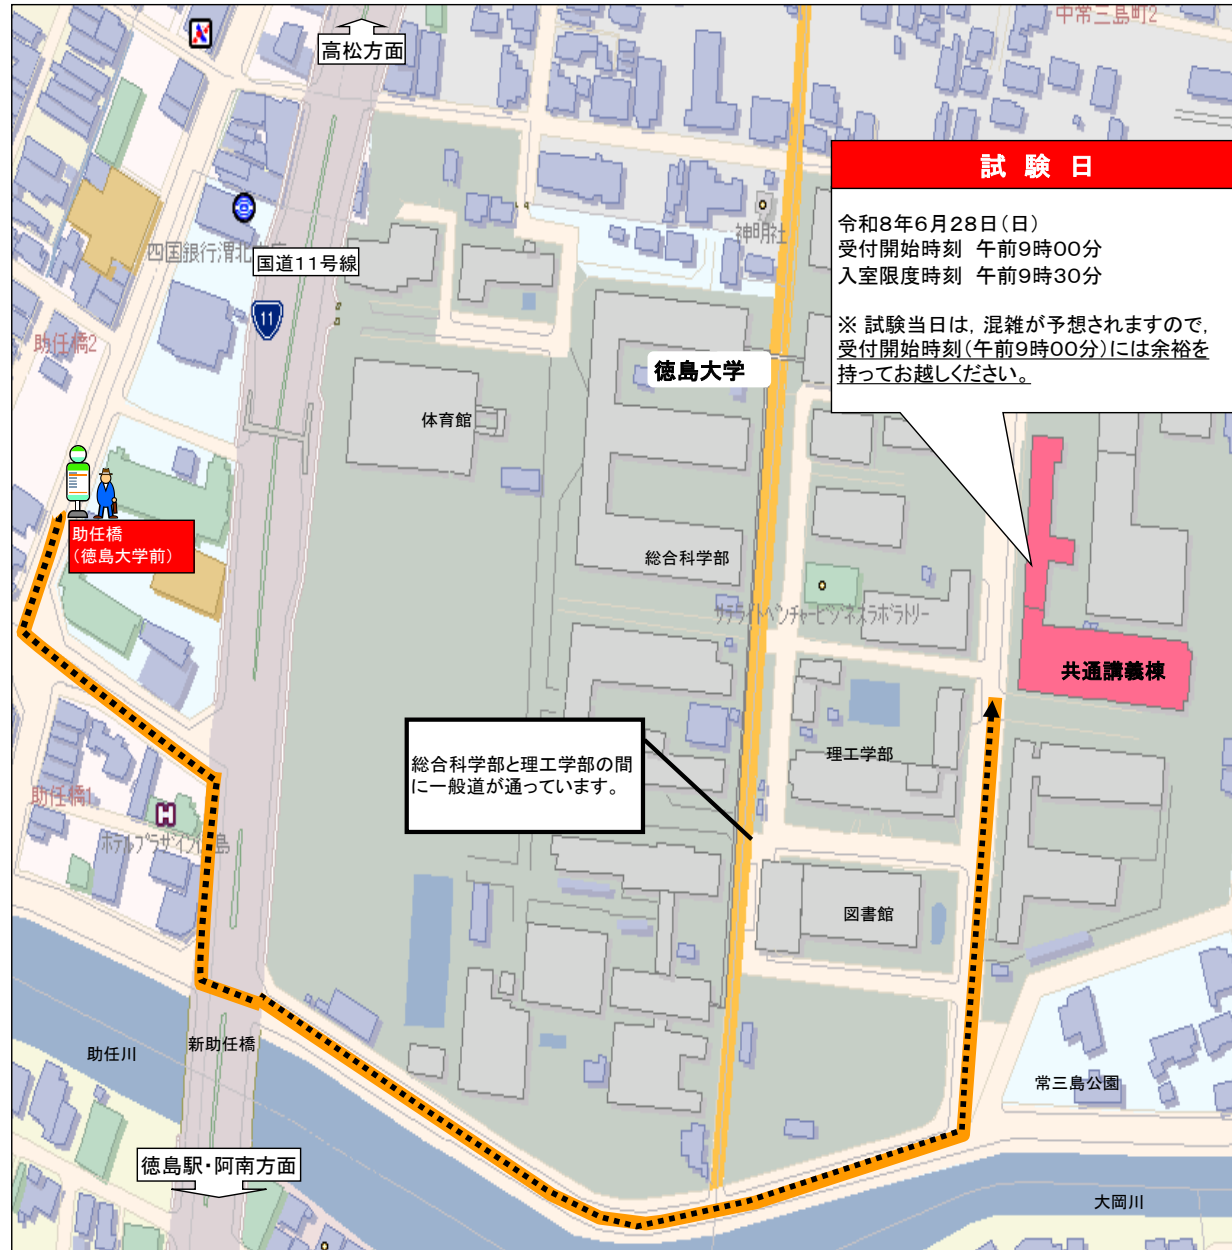 高松方面
中常三島町2
試 験 日
令和8年6月28日(日)
受付開始時刻 午前9時00分
入室限度時刻 午前9時30分
※ 試験当日は, 混雑が予想されますので,
受付開始時刻(午前9時00分)には余裕を
持ってお越しください。
神明社
四国銀行渭北
国道11号線
11
助任橋2
徳島大学
体育館
助任橋
(徳島大学前)
総合科学部
サテライトベンチャービジネスラボラトリー
共通講義棟
総合科学部と理工学部の間
に一般道が通っています。
理工学部
助任橋1
H
ホテルプラザイン徳島
図書館
助任川
新助任橋
常三島公園
徳島駅・阿南方面
大岡川